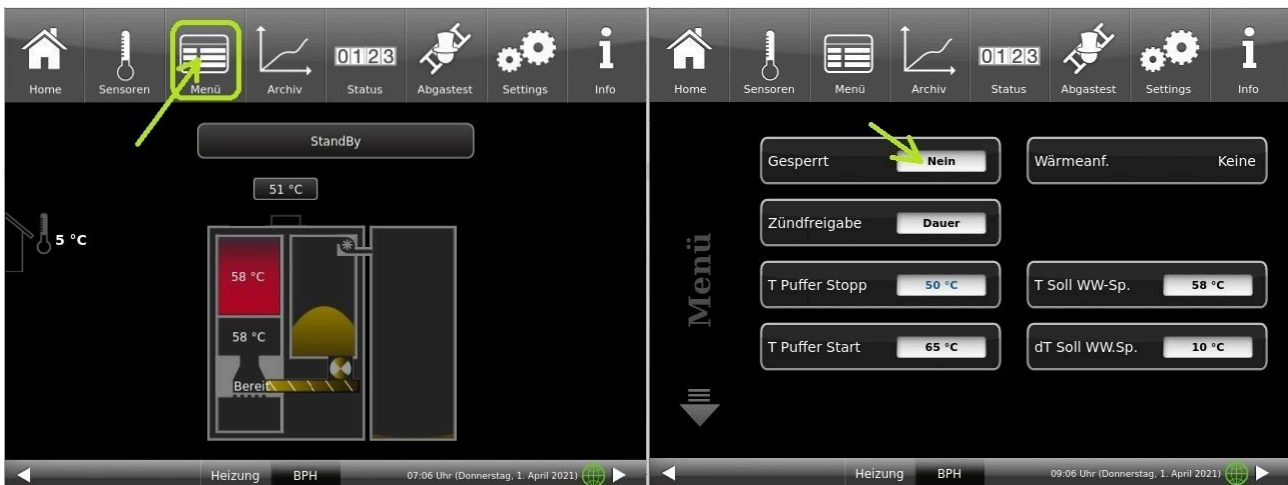 Home Sensoren Menü Archiv Status Abgastest Settings Info
0123
StandBy
51 °C
5 °C
58 °C
58 °C
Bereit
Heizung BPH 07:06 Uhr (Donnerstag, 1. April 2021)
Home Sensoren Menü Archiv Status Abgastest Settings Info
0123
Menü
Gesperrt Nein
Wärmeanf. Keine
Zündfreigabe Dauer
T Puffer Stopp 50 °C
T Soll WW-Sp. 58 °C
T Puffer Start 65 °C
dT Soll WW.Sp. 10 °C
Heizung BPH 09:06 Uhr (Donnerstag, 1. April 2021)